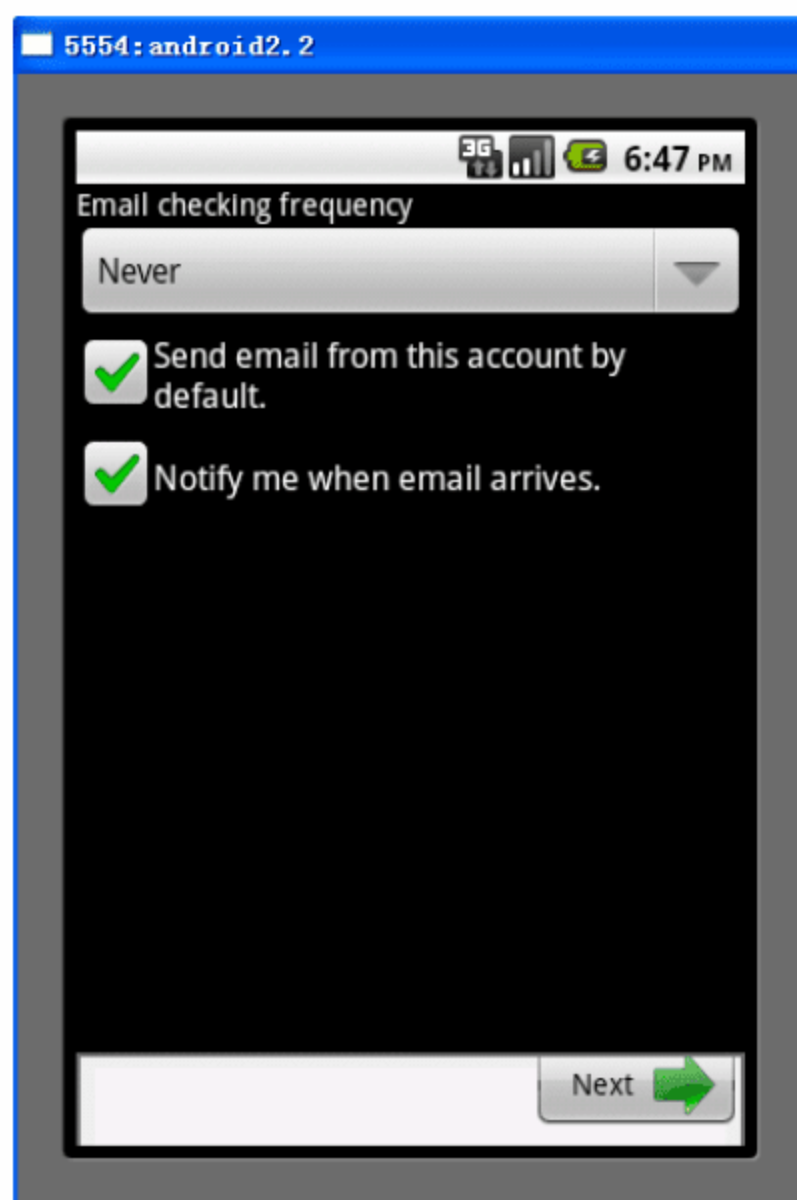 5554:android2.2
3G 6:47 PM
Email checking frequency
Never
Send email from this account by
default.
Notify me when email arrives.
Next